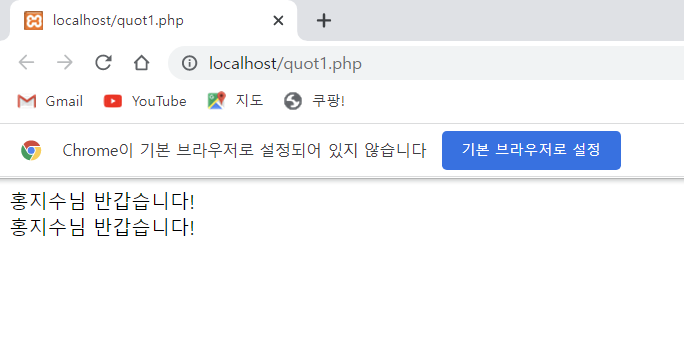 localhost/quot1.php
localhost/quot1.php
Gmail YouTube 지도 쿠팡!
Chrome이 기본 브라우저로 설정되어 있지 않습니다 기본 브라우저로 설정
홍지수님 반갑습니다!
홍지수님 반갑습니다!